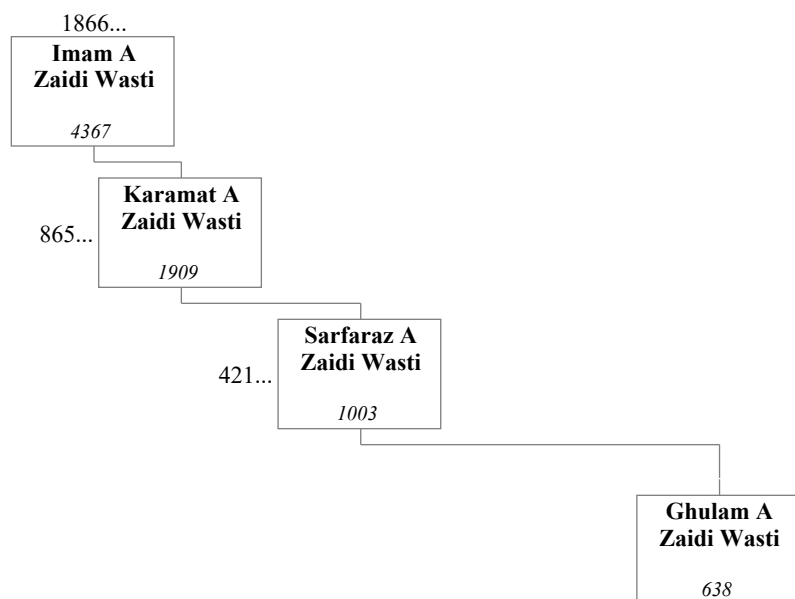 1866...
Imam A
Zaidi Wasti
4367
Karamat A
Zaidi Wasti
865...
1909
Sarfaraz A
Zaidi Wasti
421...
1003
Ghulam A
Zaidi Wasti
638